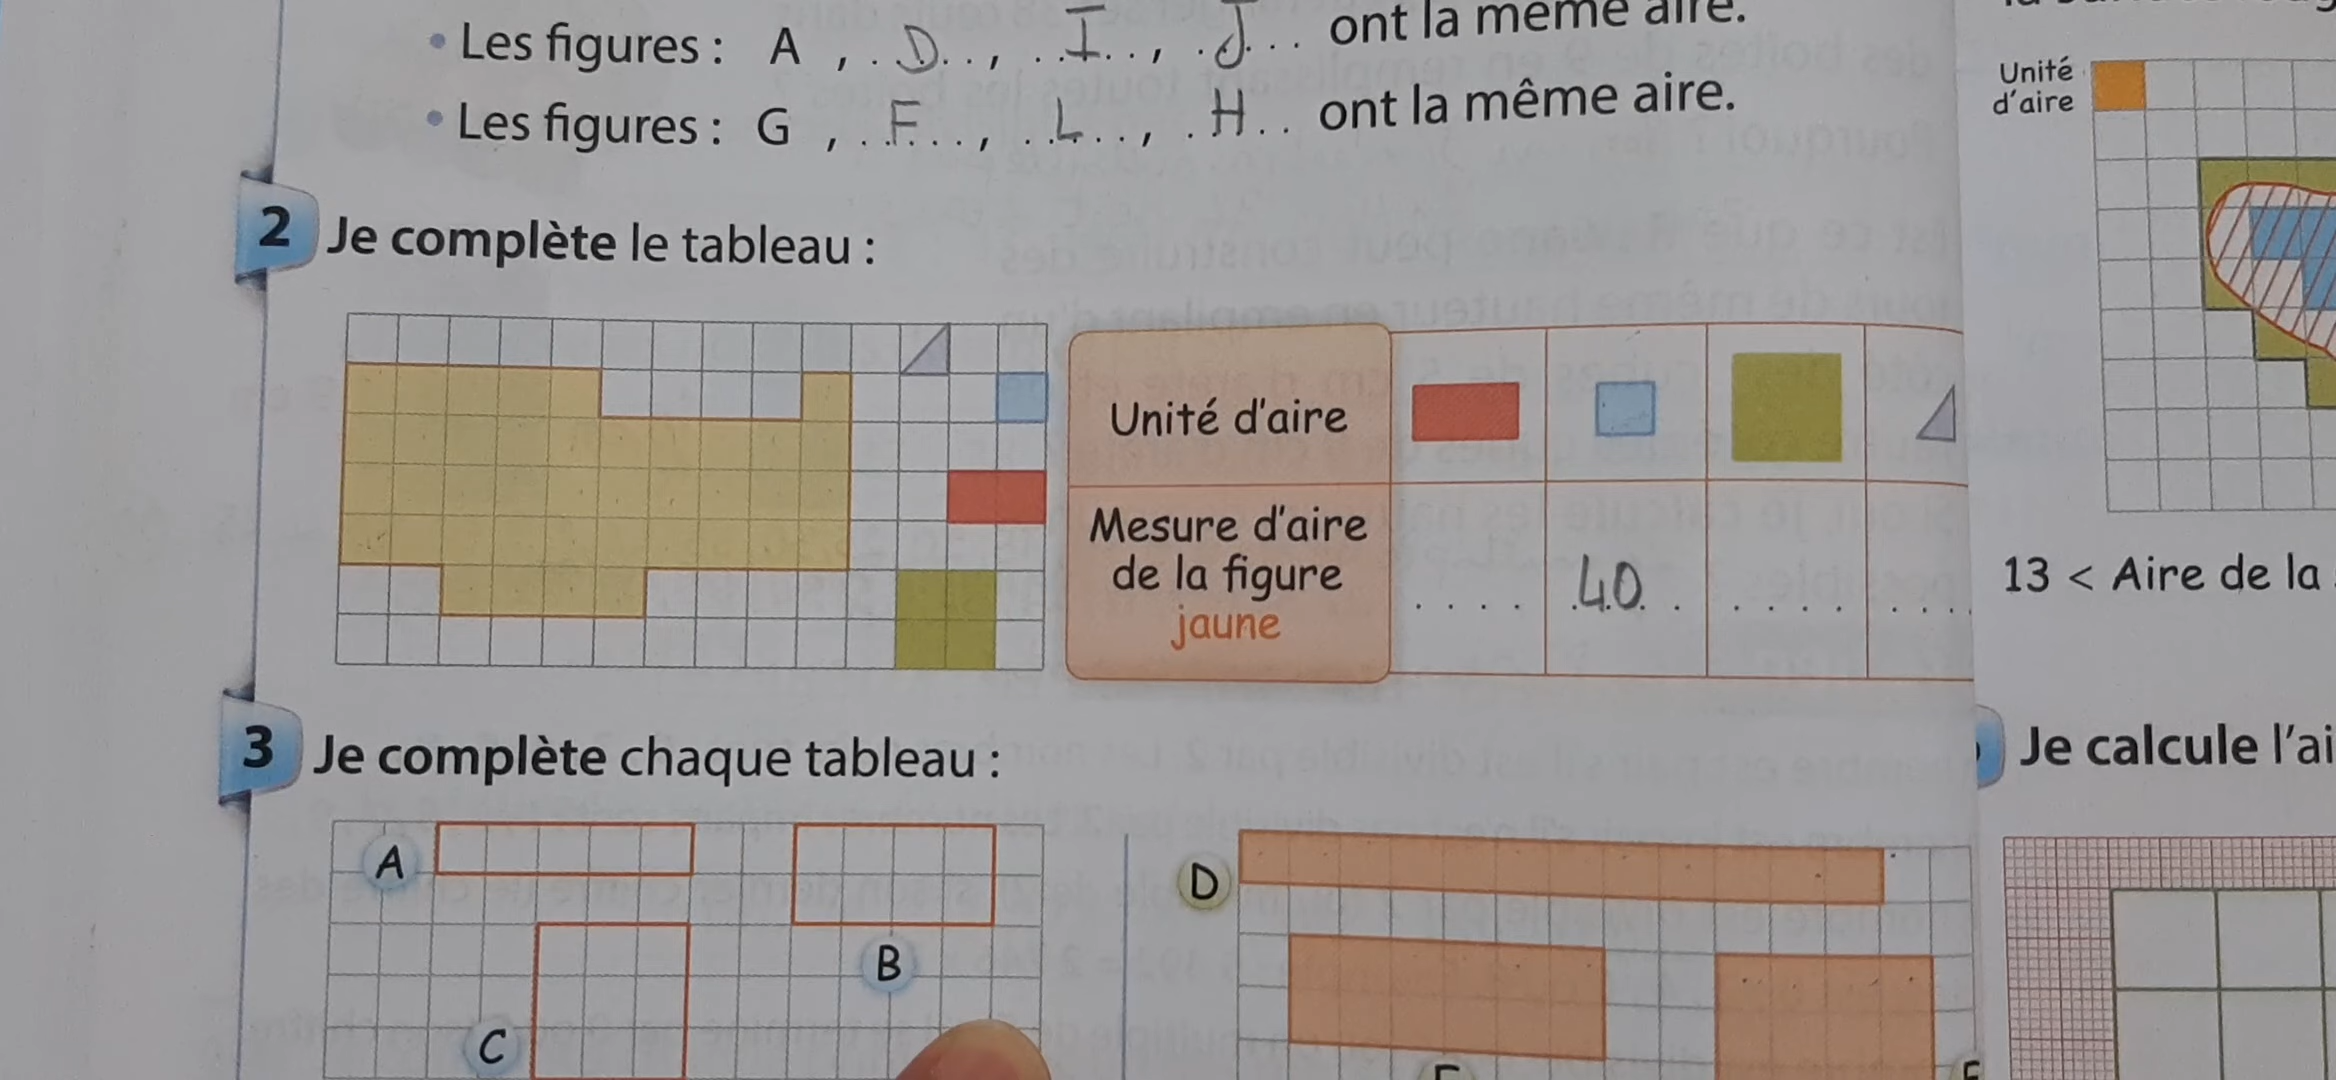 • Les figures : A , . D . . , . . I . . , . J . . . ont la même aire.
• Les figures : G , . . F . . . , . . L . . , . H . . ont la même aire.
2 Je complète le tableau :
Unité d'aire
Mesure d'aire
de la figure
jaune
. . . . 40 . . . . . . . . . .
3 Je complète chaque tableau :
A
B
C
D
Unité
d'aire
13 < Aire de la
Je calcule l'ai